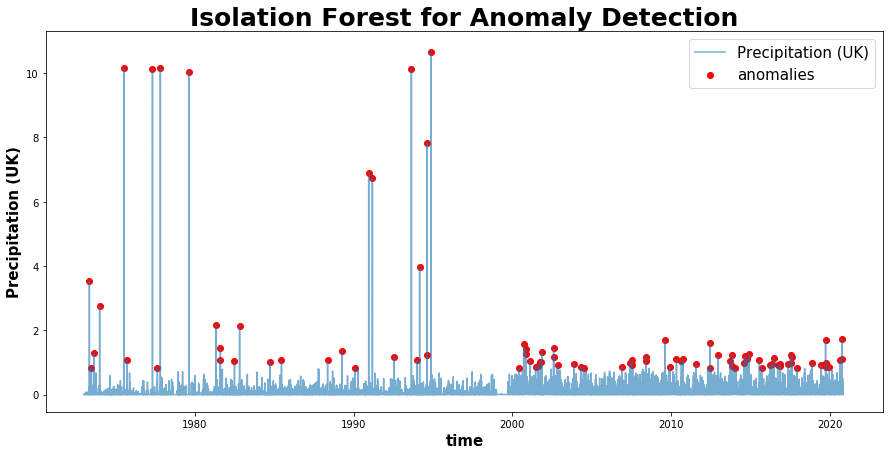 Isolation Forest for Anomaly Detection
Precipitation (UK)
anomalies
Precipitation (UK)
10
8
6
4
2
0
1980
1990
2000
2010
2020
time